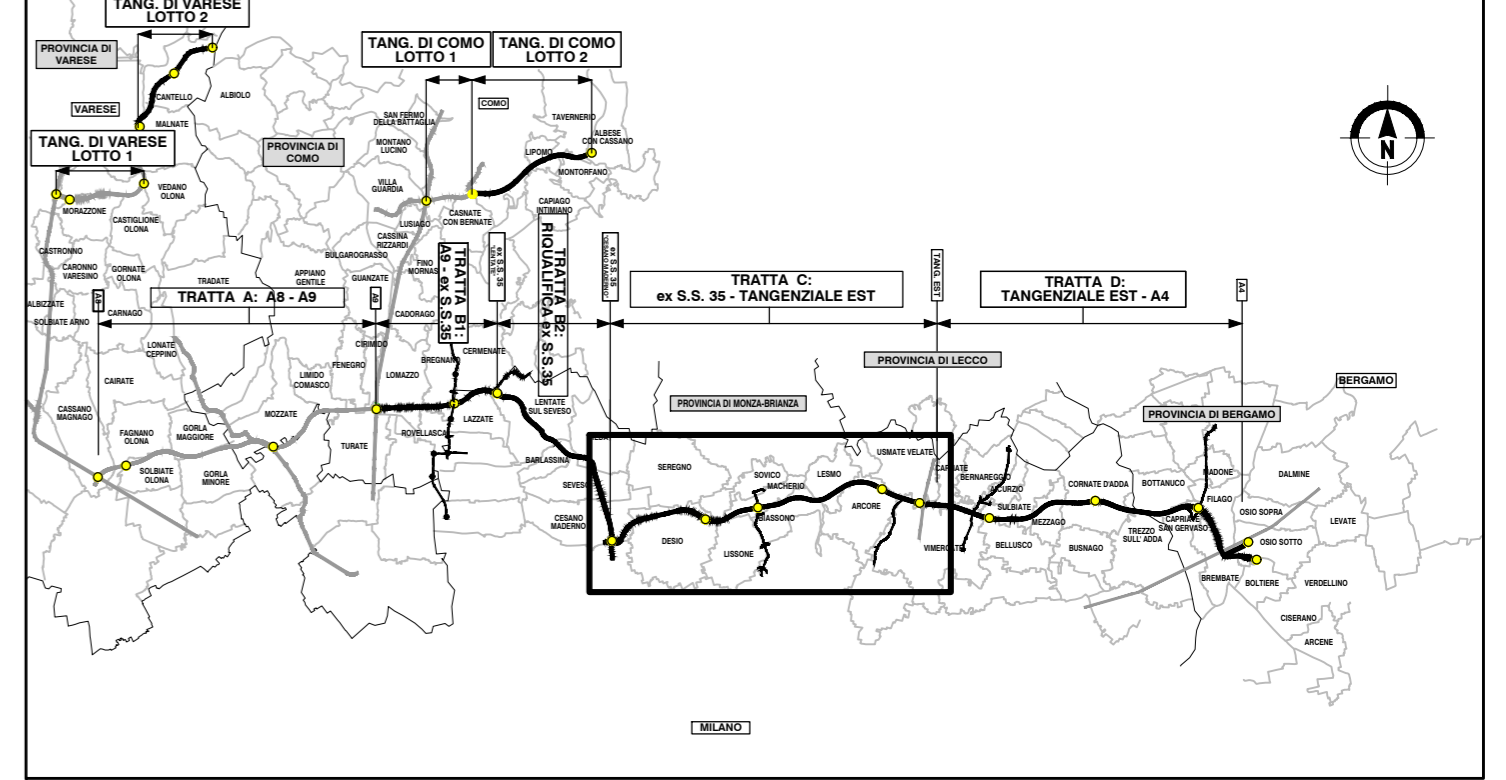 TANG. DI VARESE
LOTTO 2
PROVINCIA DI
VARESE
CANTELLO
ALBIOLO
VARESE
MALNATE
TANG. DI VARESE
LOTTO 1
VEDANO
OLONA
MORAZZONE
CASTIGLIONE
OLONA
TANG. DI COMO
LOTTO 1
TANG. DI COMO
LOTTO 2
COMO
SAN FERMO
DELLA BATTAGLIA
TAVERNERIO
ALBESE
CON CASSANO
PROVINCIA DI
COMO
MONTANO
LUCINO
LIPOMO
MONTORFANO
VILLA
GUARDIA
CAPIAGO
INTIMIANO
LUSIAGO
CASNATE
CON BERNATE
CASSINA
RIZZARDI
BULGAROGRASSO
FINO
MORNAS
CASTRONNO
CARONNO
VARESINO
GORNATE
OLONA
TRADATE
APPIANO
GENTILE
GUANZATE
ALBIZZATE
SOLBIATE ARNO
CARNAGO
A8
TRATTA A: A8 - A9
A9
CADORAGO
TRATTA B1:
A9 - ex S.S.35
ex S.S. 35
"LENTATE"
TRATTA B2:
RIQUALIFICA ex S.S.35
ex S.S. 35
"CESANO MADERNO"
TRATTA C:
ex S.S. 35 - TANGENZIALE EST
TANG. EST
TRATTA D:
TANGENZIALE EST - A4
A4
LONATE
CEPPINO
CIRIMIDO
FENEGRO
BREGNANO
CERMENATE
PROVINCIA DI LECCO
CAIRATE
LIMIDO
COMASCO
LOMAZZO
BERGAMO
CASSANO
MAGNAGO
MOZZATE
LAZZATE
LENTATE
SUL SEVESO
PROVINCIA DI MONZA-BRIANZA
PROVINCIA DI BERGAMO
FAGNANO
OLONA
GORLA
MAGGIORE
TURATE
ROVELLASCA
SOLBIATE
OLONA
GORLA
MINORE
BARLASSINA
SEVESO
CESANO
MADERNO
SEREGNO
SOVICO
MACHERIO
LESMO
USMATE VELATE
CARNATE
BERNAREGGIO
BIASSONO
ARCORE
DESIO
LISSONE
VIMERCATE
SULBIATE
MEZZAGO
BELLUSCO
CORNATE D'ADDA
BUSNAGO
TREZZO
SULL' ADDA
BOTTANUCO
MADONE
FILAGO
CAPRIATE
SAN GERVASO
DALMINE
OSIO SOPRA
LEVATE
OSIO SOTTO
BREMBATE
BOLTIERE
VERDELLINO
CISERANO
ARCENE
MILANO
N